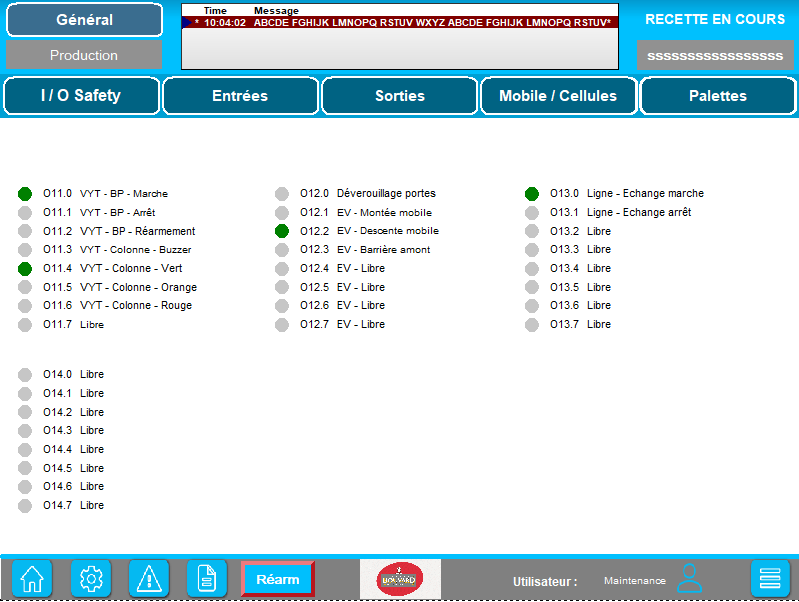 Général
Production
Time Message
* 10:04:02 ABCDE FGHIJK LMNOPQ RSTUV WXYZ ABCDE FGHIJK LMNOPQ RSTUV*
RECETTE EN COURS
sssssssssssssssss
I / O Safety
Entrées
Sorties
Mobile / Cellules
Palettes
O11.0 VYT - BP - Marche
O11.1 VYT - BP - Arrêt
O11.2 VYT - BP - Réarmement
O11.3 VYT - Colonne - Buzzer
O11.4 VYT - Colonne - Vert
O11.5 VYT - Colonne - Orange
O11.6 VYT - Colonne - Rouge
O11.7 Libre
O12.0 Déverouillage portes
O12.1 EV - Montée mobile
O12.2 EV - Descente mobile
O12.3 EV - Barrière amont
O12.4 EV - Libre
O12.5 EV - Libre
O12.6 EV - Libre
O12.7 EV - Libre
O13.0 Ligne - Echange marche
O13.1 Ligne - Echange arrêt
O13.2 Libre
O13.3 Libre
O13.4 Libre
O13.5 Libre
O13.6 Libre
O13.7 Libre
O14.0 Libre
O14.1 Libre
O14.2 Libre
O14.3 Libre
O14.4 Libre
O14.5 Libre
O14.6 Libre
O14.7 Libre
Réarm
BOUVARD
Utilisateur :
Maintenance